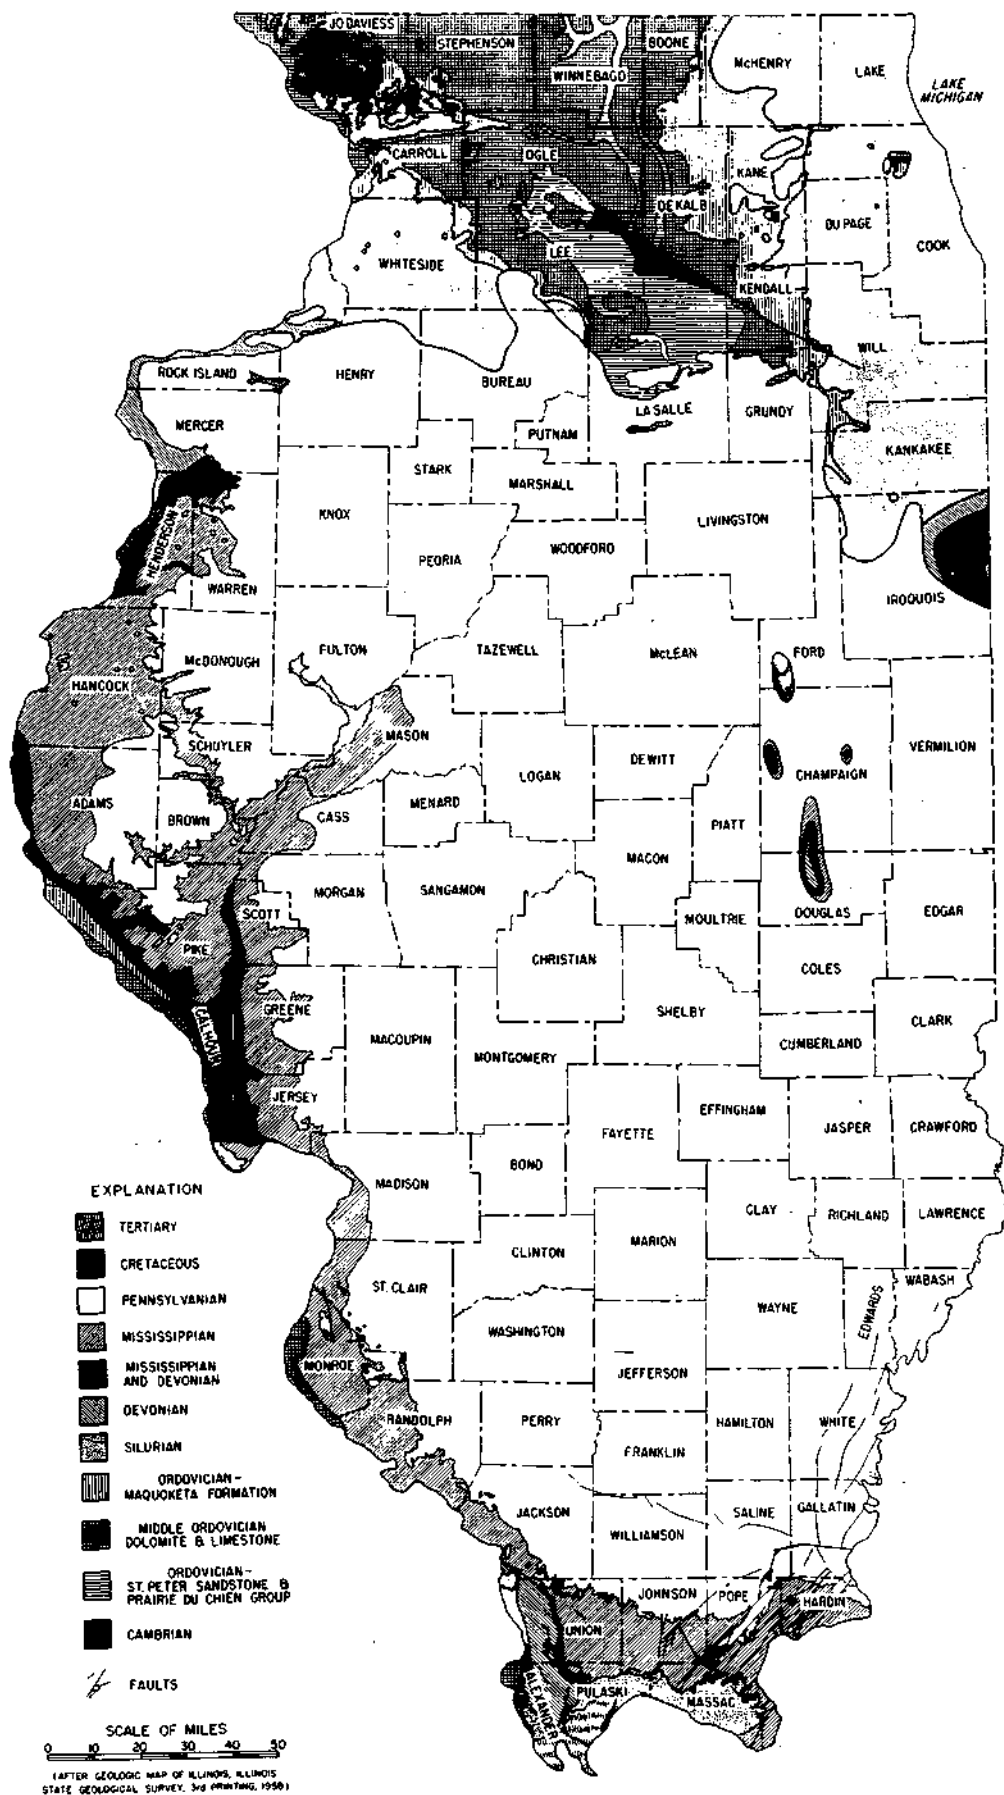 JO DAVIESS
STEPHENSON
WINNEBAGO
BOONE
McHENRY
LAKE
LAKE
MICHIGAN
CARROLL
OGLE
DE KALB
KANE
DU PAGE
COOK
WHITESIDE
LEE
KENDALL
WILL
ROCK ISLAND
HENRY
BUREAU
LA SALLE
GRUNDY
MERCER
PUTNAM
KANKAKEE
STARK
MARSHALL
HENDERSON
KNOX
PEORIA
WOODFORD
LIVINGSTON
WARREN
IROQUOIS
HANCOCK
McDONOUGH
FULTON
TAZEWELL
McLEAN
FORD
SCHUYLER
MASON
LOGAN
DEWITT
CHAMPAIGN
VERMILION
ADAMS
BROWN
CASS
MENARD
PIATT
MACON
SCOTT
MORGAN
SANGAMON
MOULTRIE
DOUGLAS
EDGAR
PIKE
CHRISTIAN
COLES
GREENE
CALHOUN
MACOUPIN
MONTGOMERY
SHELBY
CUMBERLAND
CLARK
JERSEY
FAYETTE
EFFINGHAM
JASPER
CRAWFORD
MADISON
BOND
CLAY
RICHLAND
LAWRENCE
CLINTON
MARION
ST. CLAIR
WAYNE
EDWARDS
WABASH
WASHINGTON
MONROE
JEFFERSON
RANDOLPH
PERRY
HAMILTON
WHITE
FRANKLIN
JACKSON
WILLIAMSON
SALINE
GALLATIN
UNION
JOHNSON
POPE
HARDIN
ALEXANDER
PULASKI
MASSAC
EXPLANATION
TERTIARY
CRETACEOUS
PENNSYLVANIAN
MISSISSIPPIAN
MISSISSIPPIAN
AND DEVONIAN
DEVONIAN
SILURIAN
ORDOVICIAN-
MAQUOKETA FORMATION
MIDDLE ORDOVICIAN
DOLOMITE & LIMESTONE
ORDOVICIAN-
ST. PETER SANDSTONE &
PRAIRIE DU CHIEN GROUP
CAMBRIAN
FAULTS
SCALE OF MILES
0 10 20 30 40 50
(AFTER GEOLOGIC MAP OF ILLINOIS, ILLINOIS
STATE GEOLOGICAL SURVEY, 3rd PRINTING, 1958)